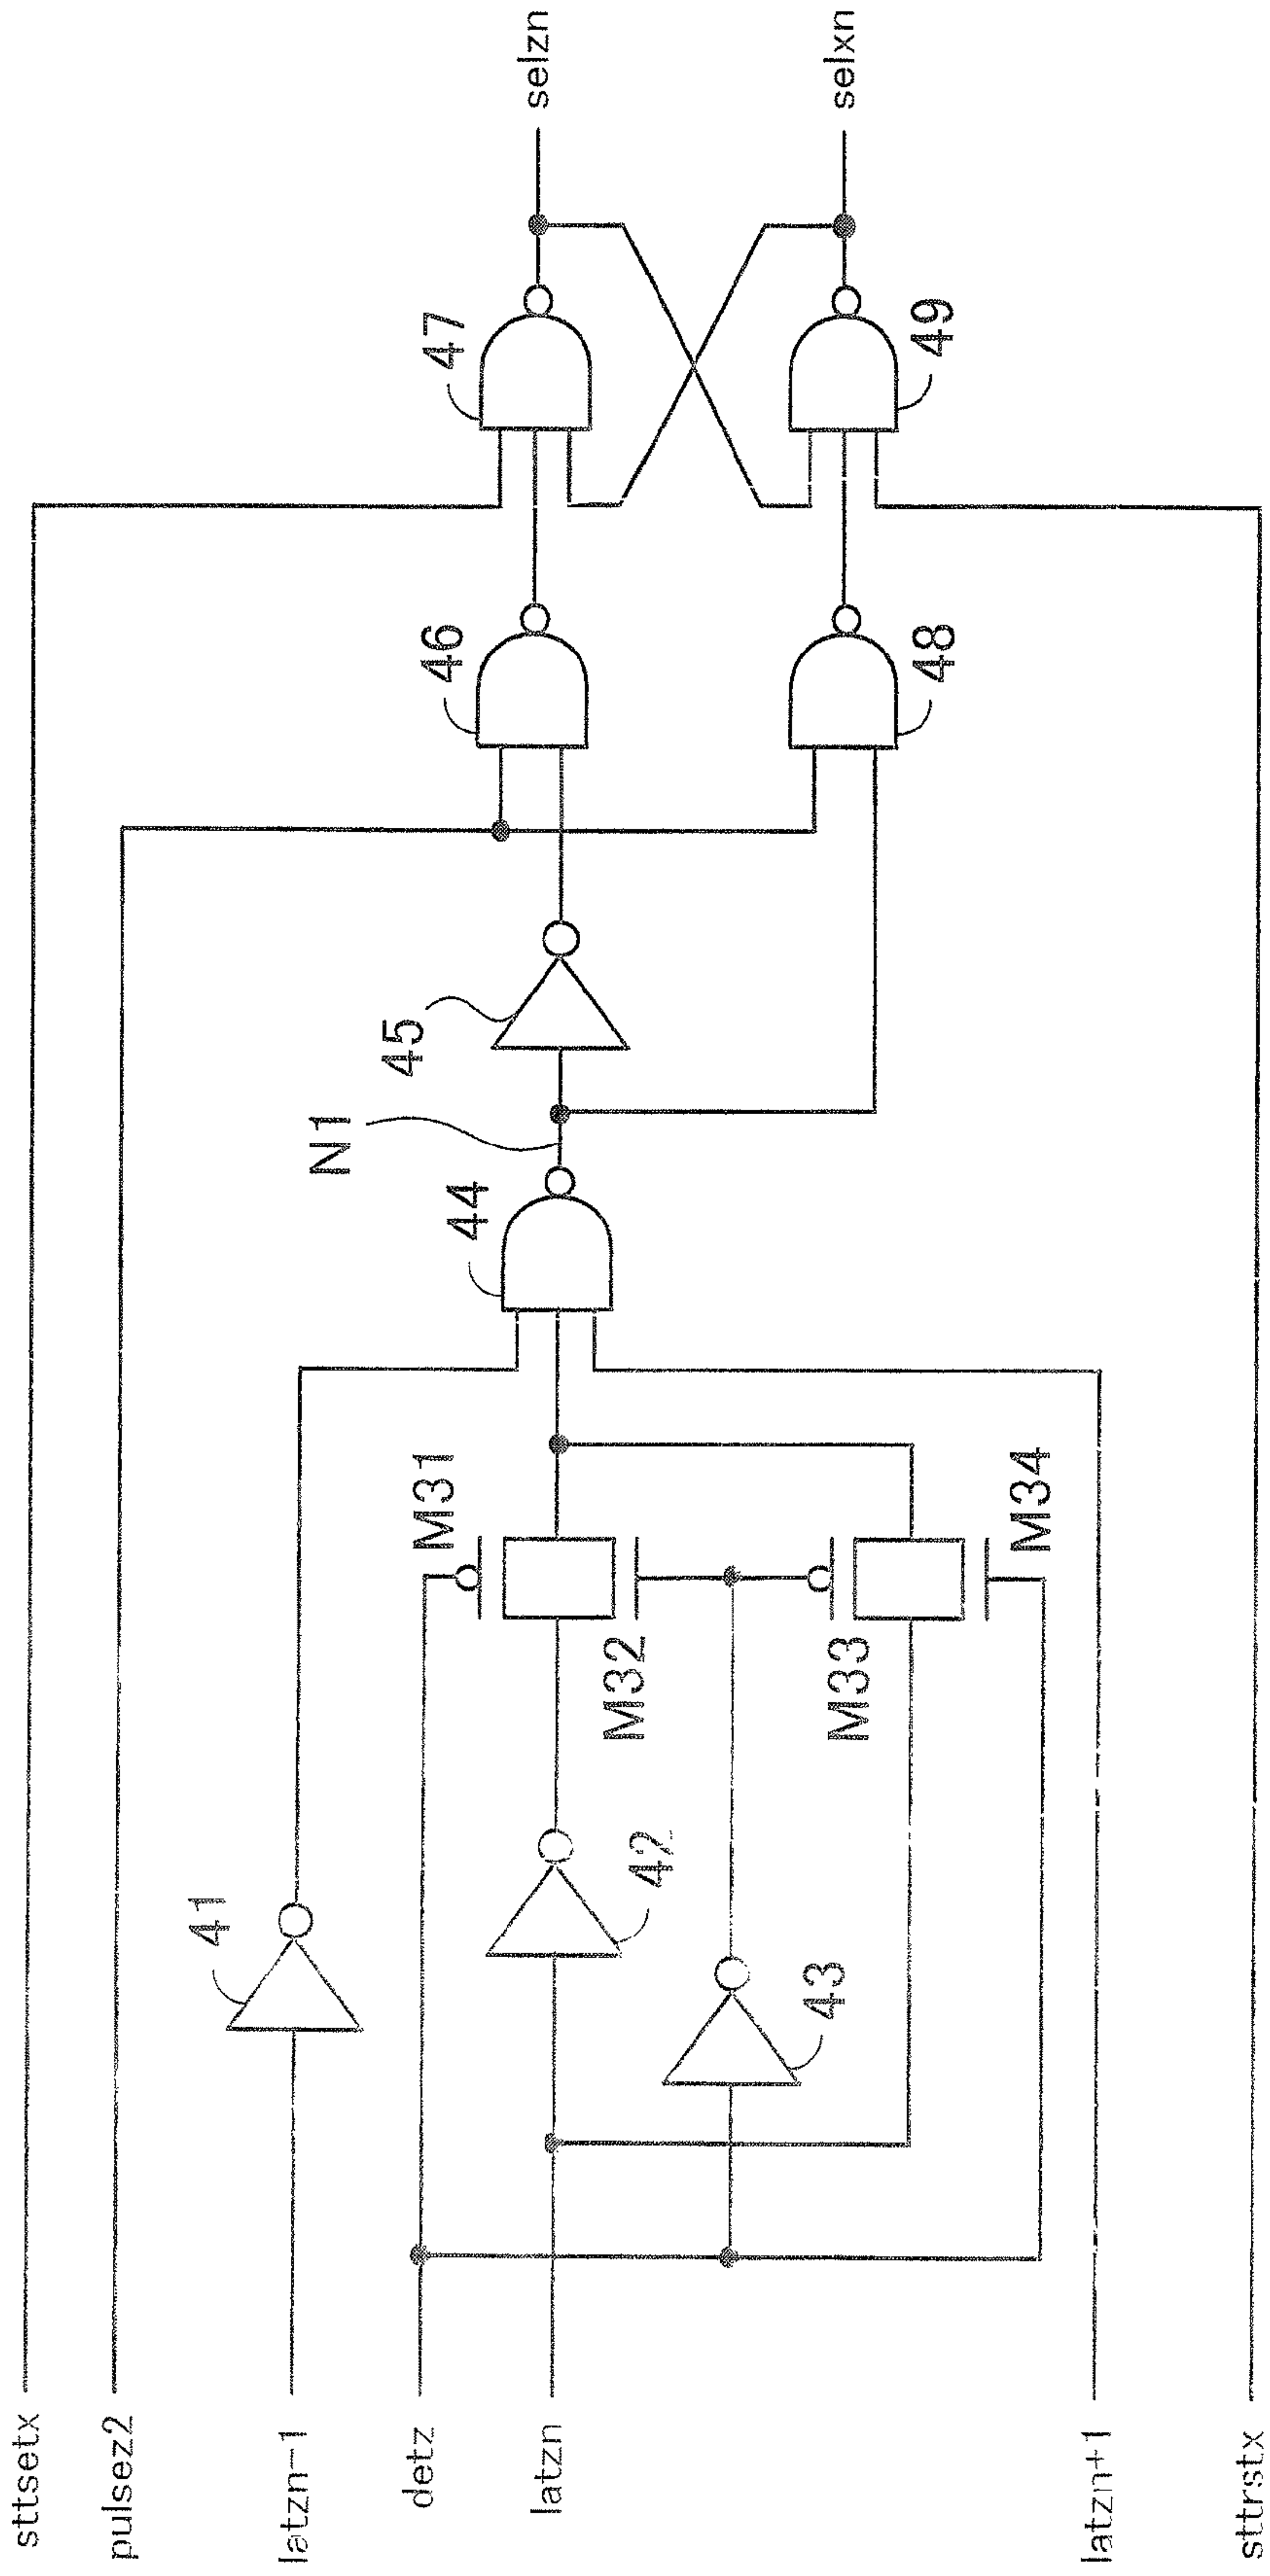 sttsetx
pulsez2
latzn-1
detz
latzn
latzn+1
sttrstx
41
42
43
M31
M32
M33
M34
44
N1
45
46
47
48
49
selzn
selxn